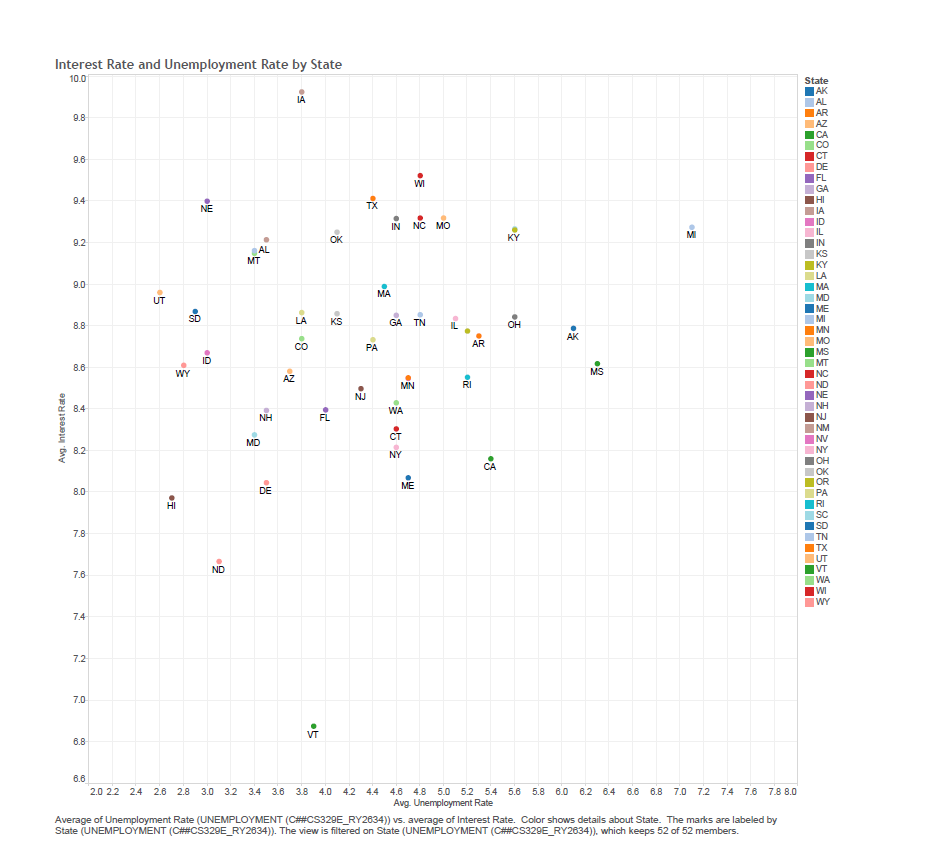 Interest Rate and Unemployment Rate by State
State
10.0
9.8
9.6
9.4
9.2
9.0
8.8
8.6
8.4
8.2
8.0
7.8
7.6
7.4
7.2
7.0
6.8
6.6
Avg. Interest Rate
IA
WI
TX
NE
IN NC MO
OK
KY
MI
AL
MT
UT
MA
SD
LA KS GA TN IL OH
AK
CO PA AR
ID
WY
MS
AZ
MN RI
NJ
NH FL WA
CT
MD
NY
CA
DE ME
HI
ND
VT
2.0 2.2 2.4 2.6 2.8 3.0 3.2 3.4 3.6 3.8 4.0 4.2 4.4 4.6 4.8 5.0 5.2 5.4 5.6 5.8 6.0 6.2 6.4 6.6 6.8 7.0 7.2 7.4 7.6 7.8 8.0
Avg. Unemployment Rate
AK
AL
AR
AZ
CA
CO
CT
DE
FL
GA
HI
IA
ID
IL
IN
KS
KY
LA
MA
MD
ME
MI
MN
MO
MS
MT
NC
ND
NE
NH
NJ
NM
NV
NY
OH
OK
OR
PA
RI
SC
SD
TN
TX
UT
VT
WA
WI
WY
Average of Unemployment Rate (UNEMPLOYMENT (C##CS329E_RY2634)) vs. average of Interest Rate. Color shows details about State. The marks are labeled by
State (UNEMPLOYMENT (C##CS329E_RY2634)). The view is filtered on State (UNEMPLOYMENT (C##CS329E_RY2634)), which keeps 52 of 52 members.